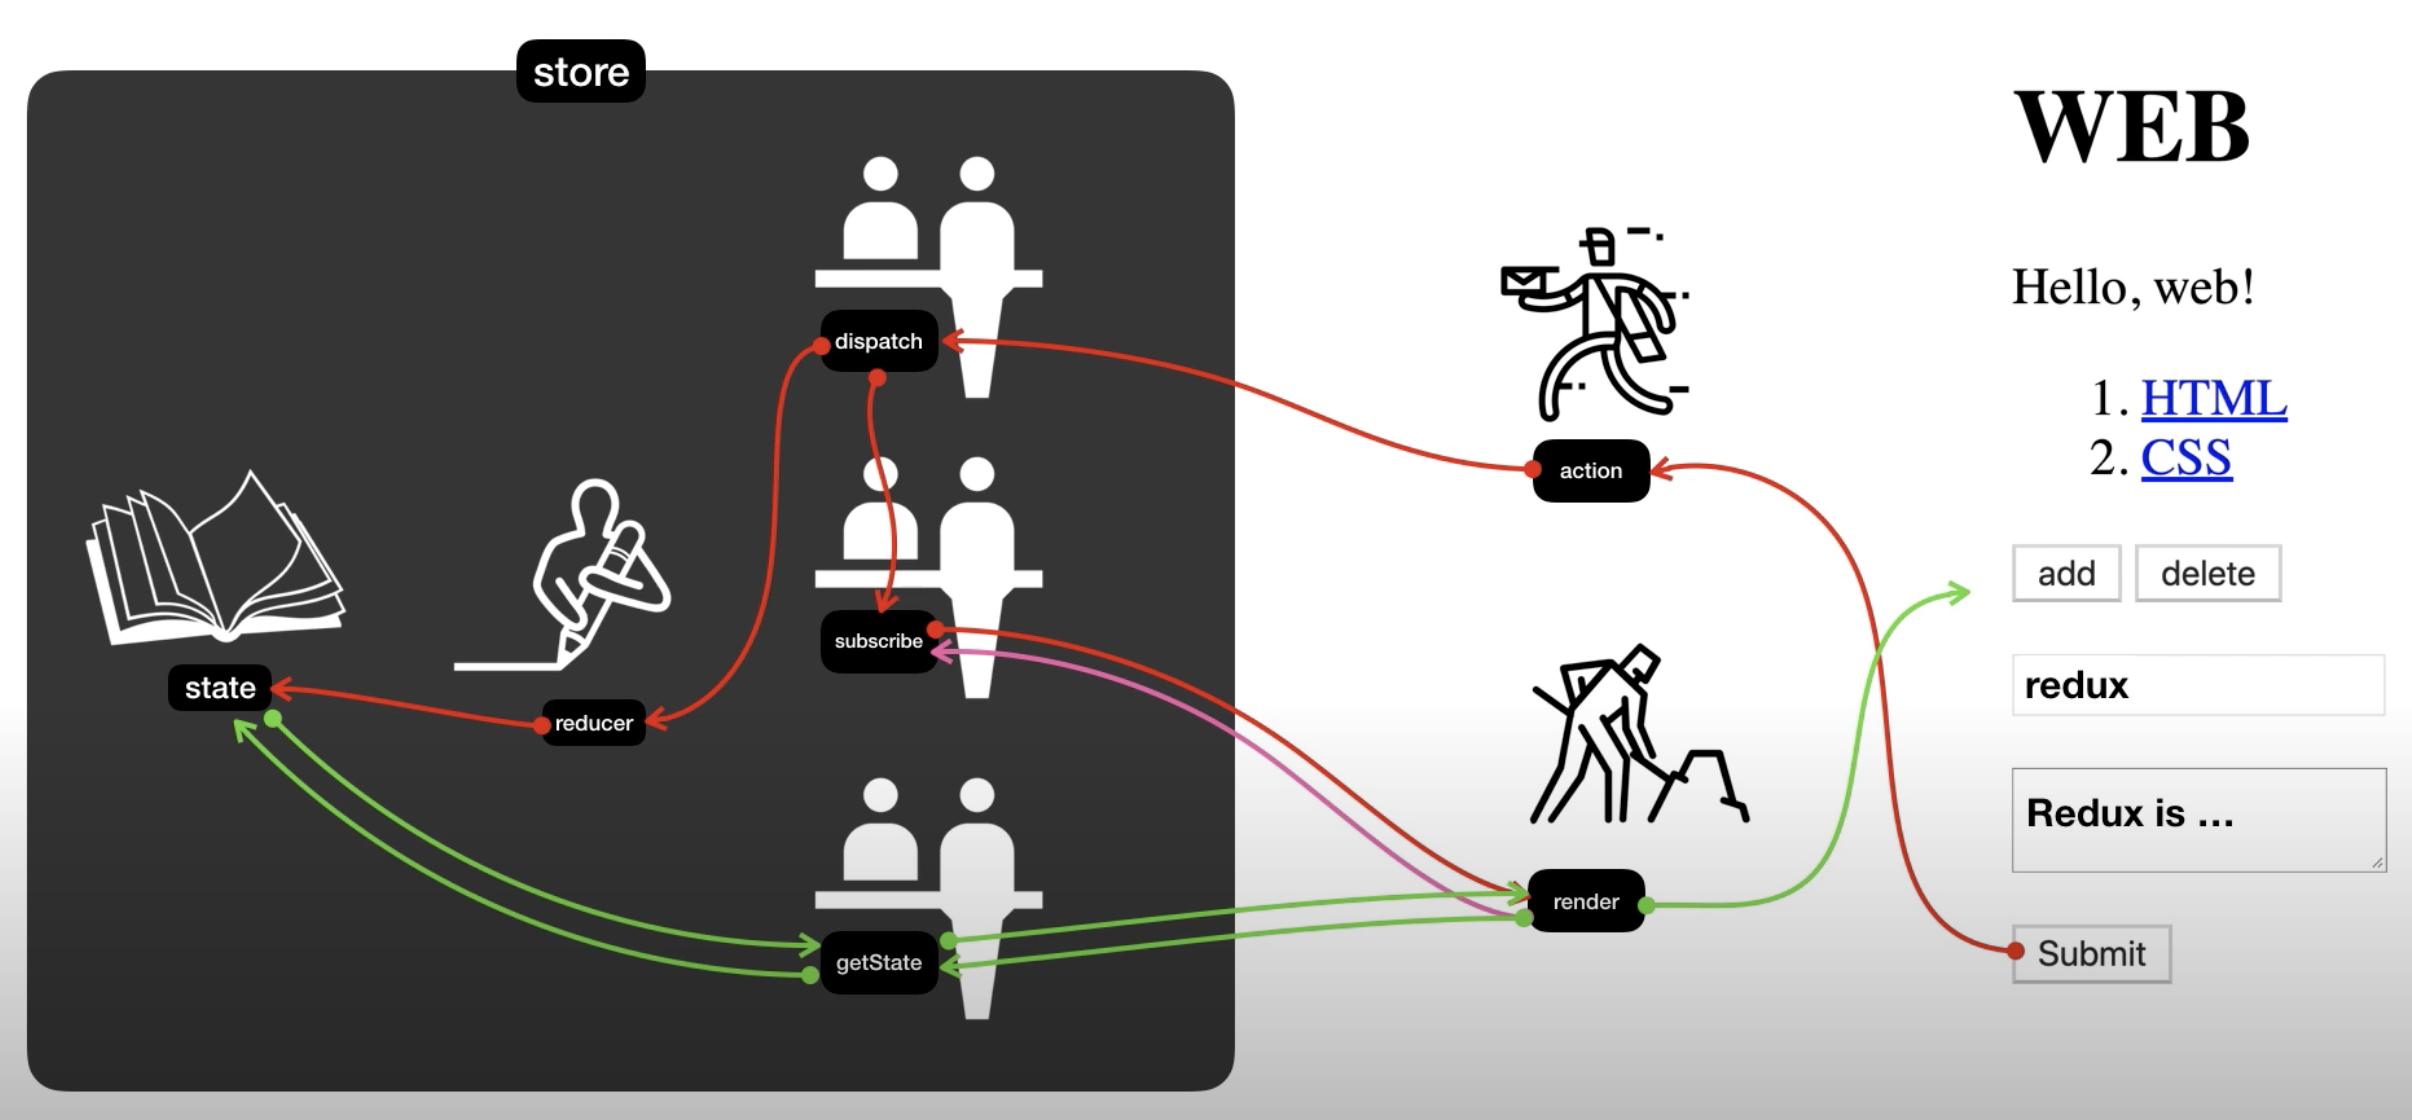 store
dispatch
subscribe
state
reducer
getState
action
render
WEB
Hello, web!
1. HTML
2. CSS
add delete
redux
Redux is ...
Submit